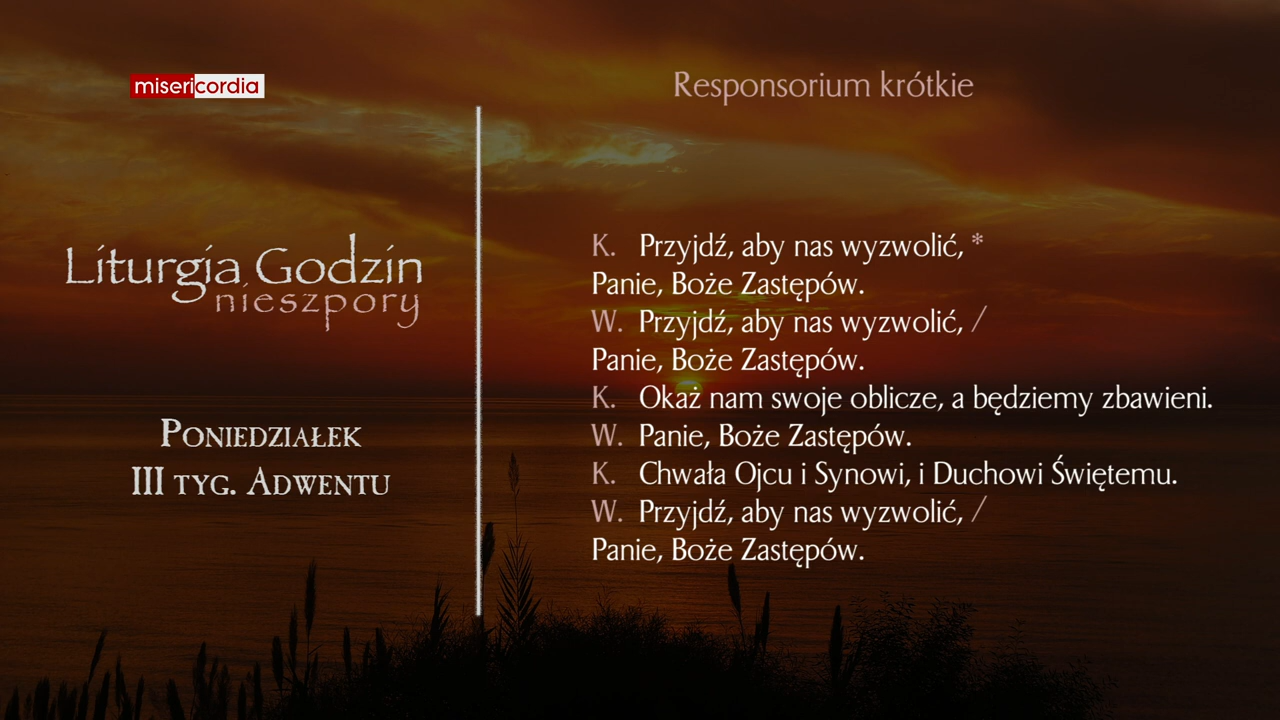 misericordia
Liturgia Godzin
nieszpory
Poniedziałek
III tyg. Adwentu
Responsorium krótkie
K. Przyjdź, aby nas wyzwolić, *
Panie, Boże Zastępów.
W. Przyjdź, aby nas wyzwolić, /
Panie, Boże Zastępów.
K. Okaż nam swoje oblicze, a będziemy zbawieni.
W. Panie, Boże Zastępów.
K. Chwała Ojcu i Synowi, i Duchowi Świętemu.
W. Przyjdź, aby nas wyzwolić, /
Panie, Boże Zastępów.